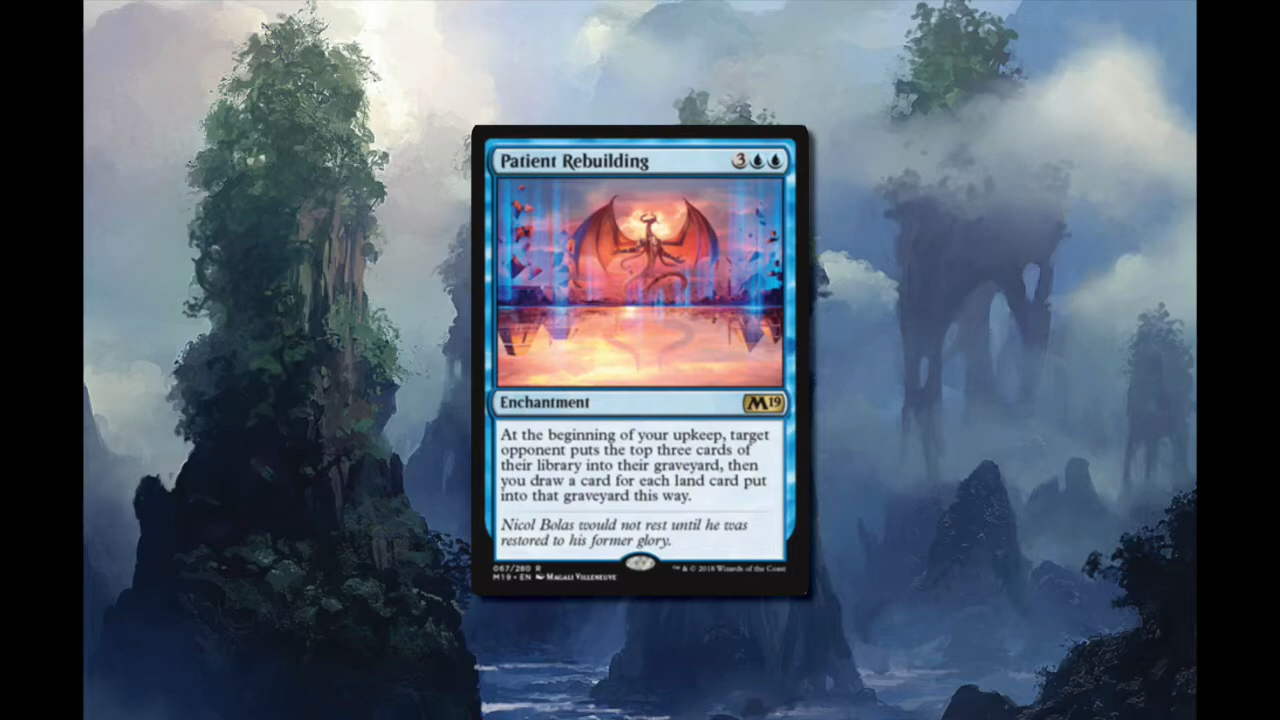 Patient Rebuilding 3
Enchantment M19
At the beginning of your upkeep, target
opponent puts the top three cards of
their library into their graveyard, then
you draw a card for each land card put
into that graveyard this way.
Nicol Bolas would not rest until he was
restored to his former glory.
067/280 R
M19 • EN Magali Villeneuve
™ & © 2018 Wizards of the Coast